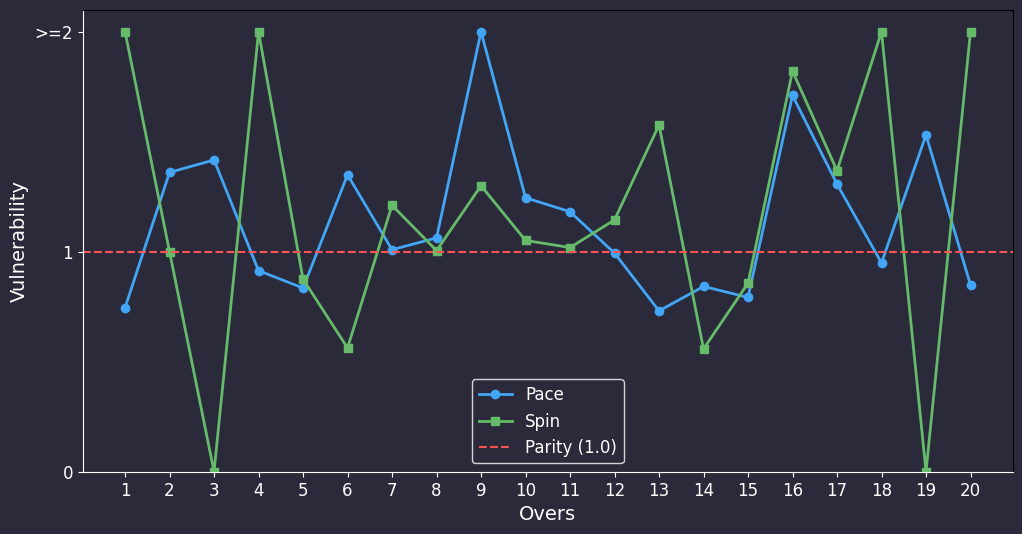 >=2
1
0
Vulnerability
Pace
Spin
Parity (1.0)
1 2 3 4 5 6 7 8 9 10 11 12 13 14 15 16 17 18 19 20
Overs